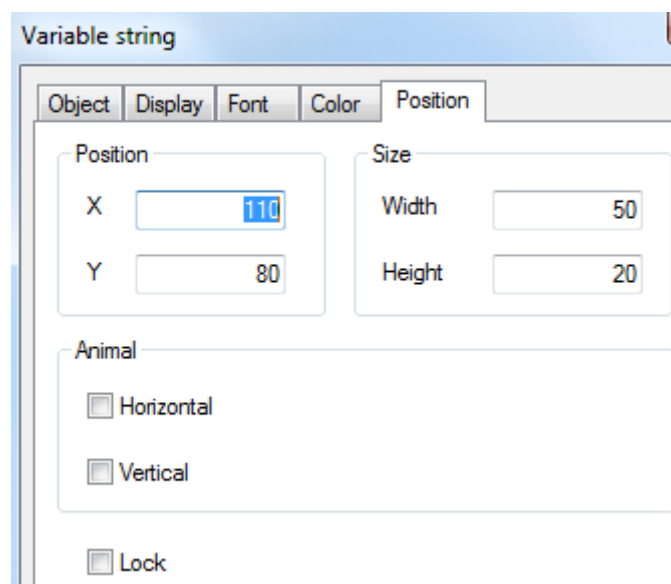 Variable string
Object Display Font Color Position
Position Size
X 110 Width 50
Y 80 Height 20
Animal
Horizontal
Vertical
Lock